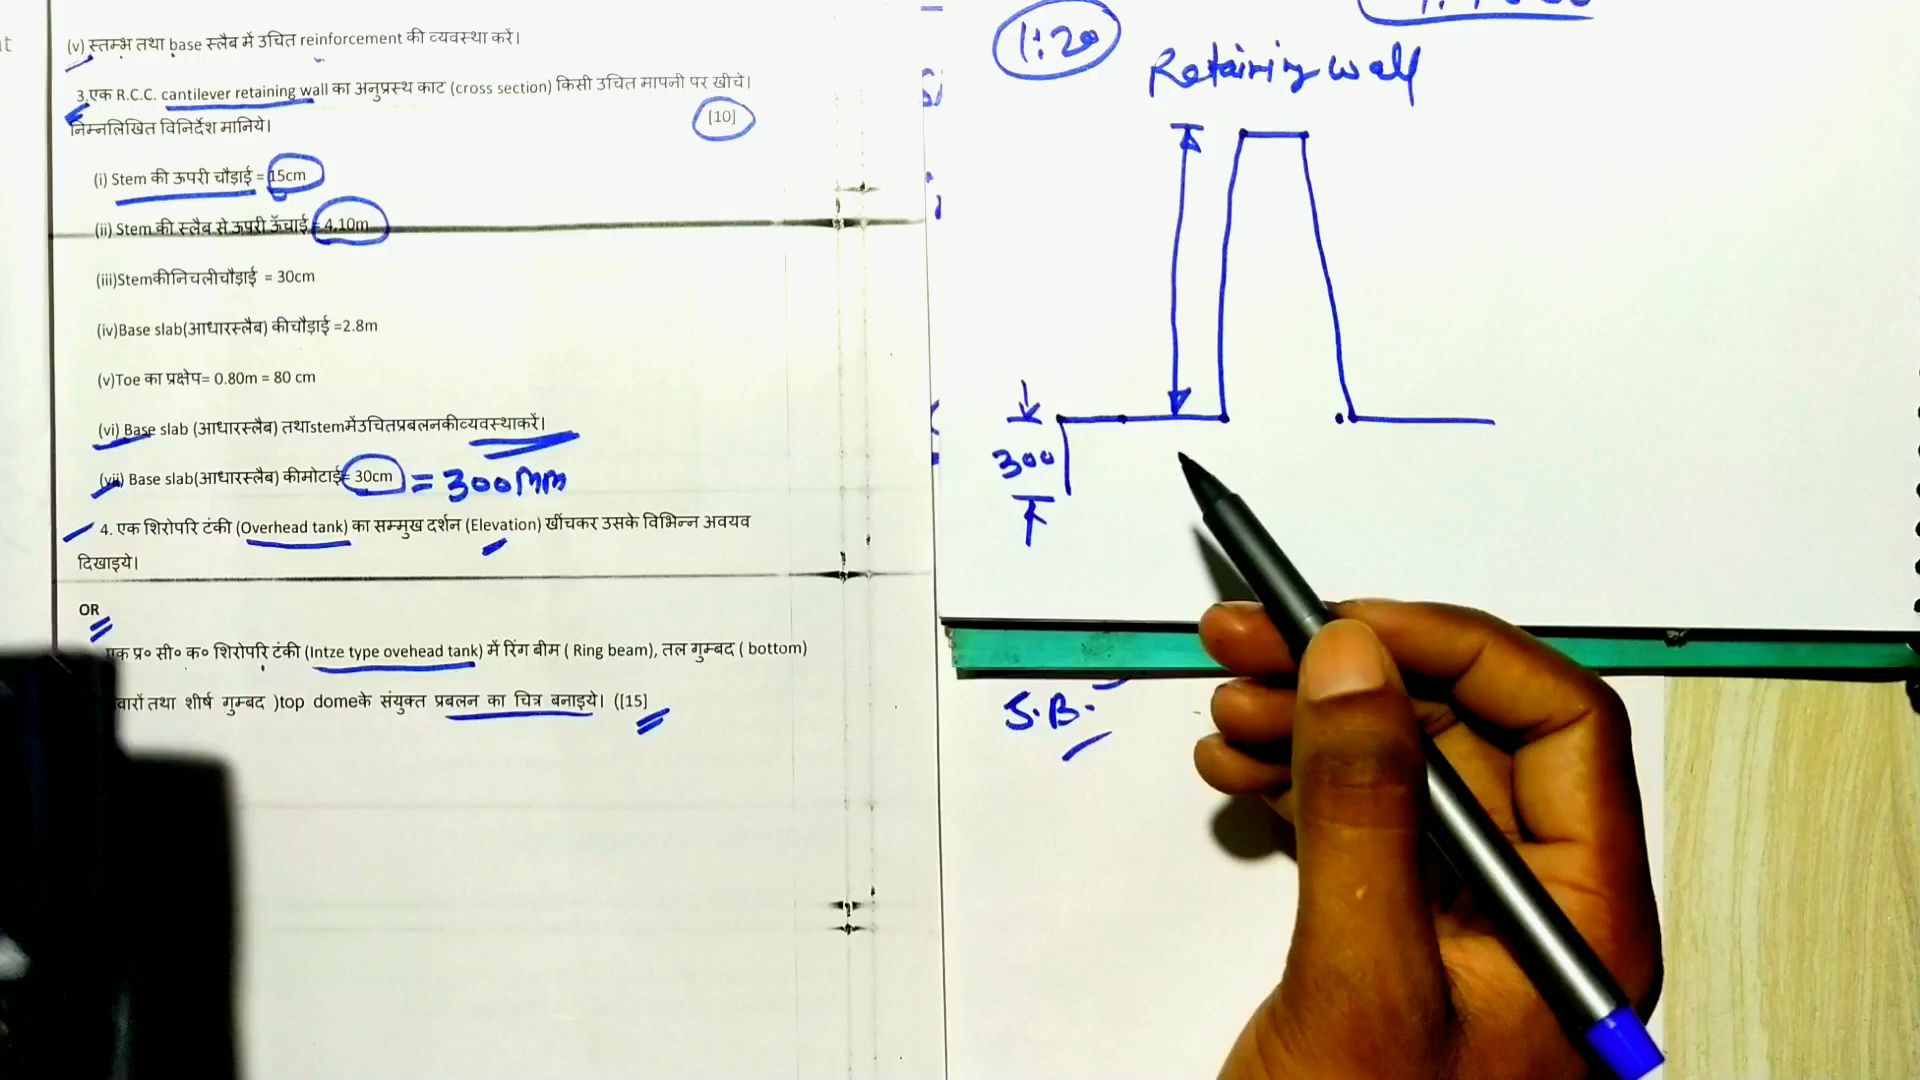 (v) स्तम्भ तथा base स्लैब में उचित reinforcement की व्यवस्था करें।
3.एक R.C.C. cantilever retaining wall का अनुप्रस्थ काट (cross section) किसी उचित मापनी पर खीचे।
[10]
निम्नलिखित विनिर्देश मानिये।
(i) Stem की ऊपरी चौड़ाई = 15cm
(ii) Stem की स्लैब से ऊपरी ऊँचाई = 4.10m
(iii)Stemकीनिचलीचौड़ाई = 30cm
(iv)Base slab(आधारस्लैब) कीचौड़ाई =2.8m
(v)Toe का प्रक्षेप= 0.80m = 80 cm
(vi) Base slab (आधारस्लैब) तथाstemमेंउचितप्रबलनकीव्यवस्थाकरें।
(vii) Base slab(आधारस्लैब) कीमोटाई= 30cm = 300mm
4. एक शिरोपरि टंकी (Overhead tank) का सम्मुख दर्शन (Elevation) खींचकर उसके विभिन्न अवयव
दिखाइये।
OR
एक प्र० सी० क० शिरोपरि टंकी (Intze type ovehead tank) में रिंग बीम ( Ring beam), तल गुम्बद ( bottom)
वारों तथा शीर्ष गुम्बद )top domeके संयुक्त प्रबलन का चित्र बनाइये। ([15]
1:20
Retaining wall
300
S.B.